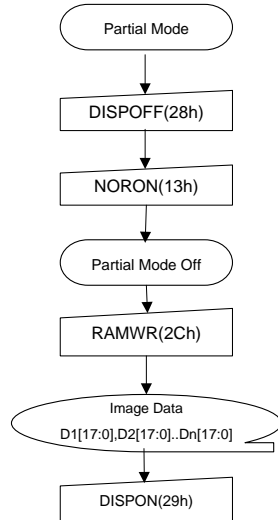 Partial Mode
DISPOFF(28h)
NORON(13h)
Partial Mode Off
RAMWR(2Ch)
Image Data
D1[17:0],D2[17:0]..Dn[17:0]
DISPON(29h)